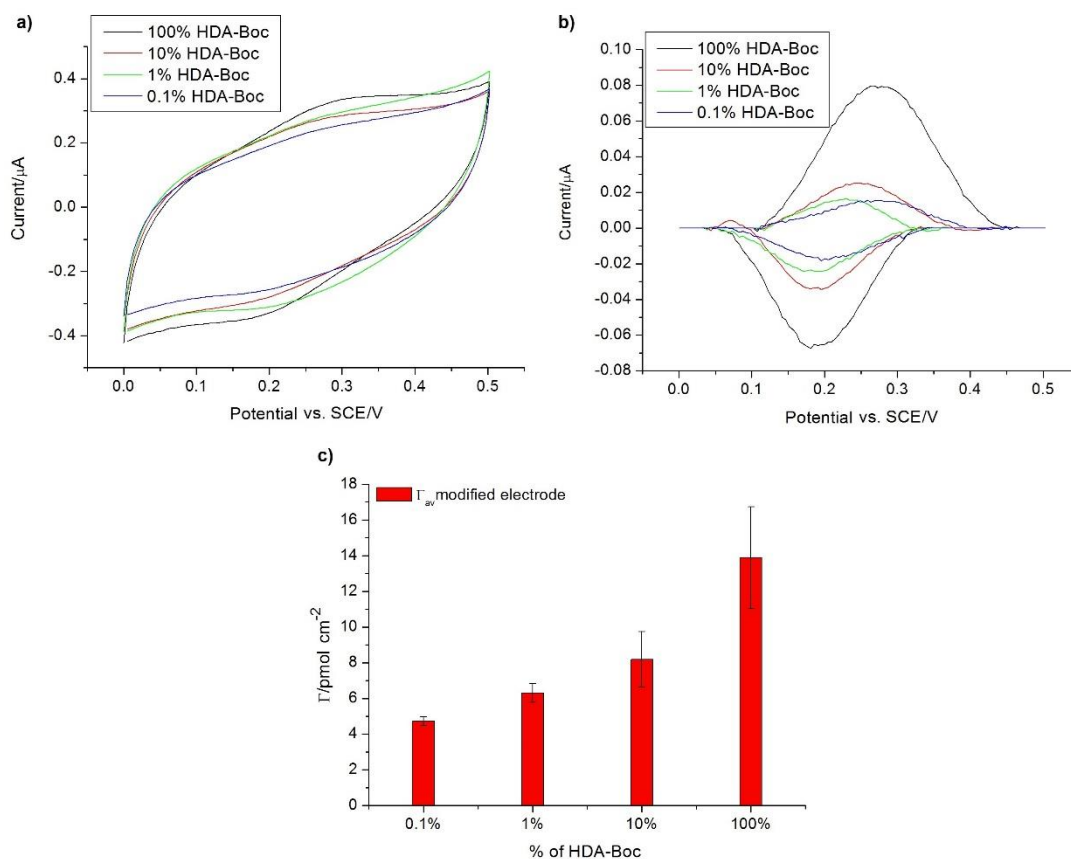 a)
100% HDA-Boc
10% HDA-Boc
1% HDA-Boc
0.1% HDA-Boc
0.4
0.2
0.0
-0.2
-0.4
Current/µA
0.0 0.1 0.2 0.3 0.4 0.5
Potential vs. SCE/V
b)
100% HDA-Boc
10% HDA-Boc
1% HDA-Boc
0.1% HDA-Boc
0.10
0.08
0.06
0.04
0.02
0.00
-0.02
-0.04
-0.06
-0.08
Current/µA
0.0 0.1 0.2 0.3 0.4 0.5
Potential vs. SCE/V
c)
Γav modified electrode
18
16
14
12
10
8
6
4
2
0
Γ/pmol cm-2
0.1% 1% 10% 100%
% of HDA-Boc